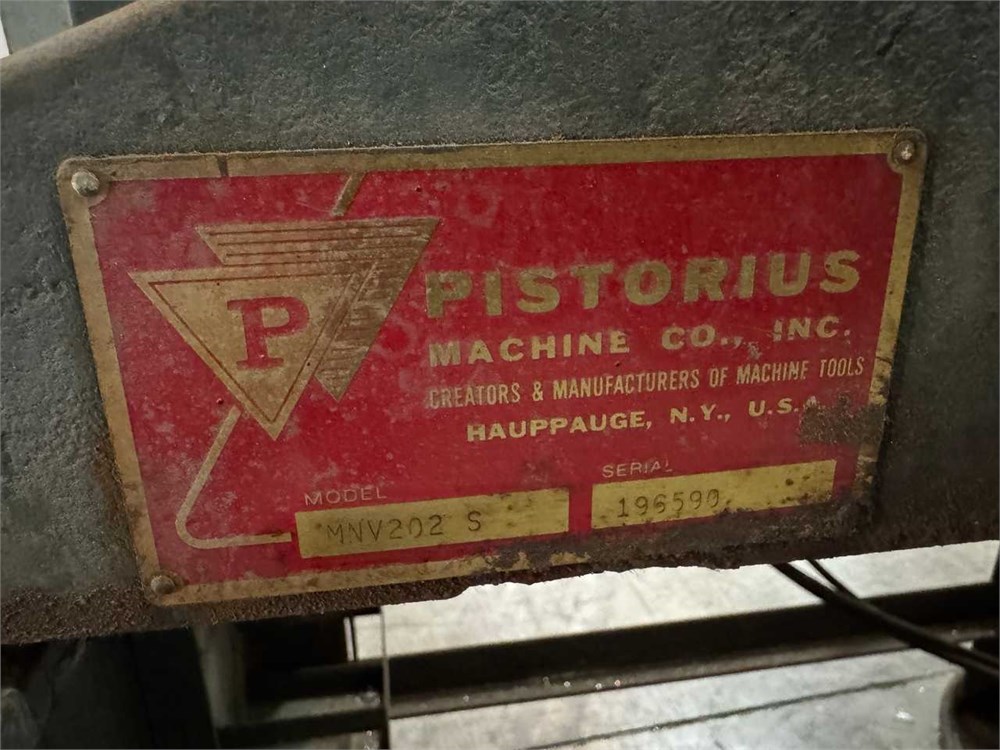 P
PISTORIUS
MACHINE CO., INC.
CREATORS & MANUFACTURERS OF MACHINE TOOLS
HAUPPAUGE, N.Y., U.S.A.
MODEL SERIAL
MNV202 S 196590